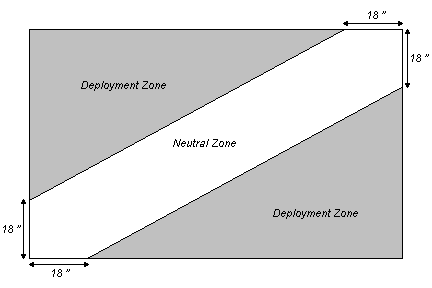 18 "
18 "
Deployment Zone
Neutral Zone
18 "
Deployment Zone
18 "